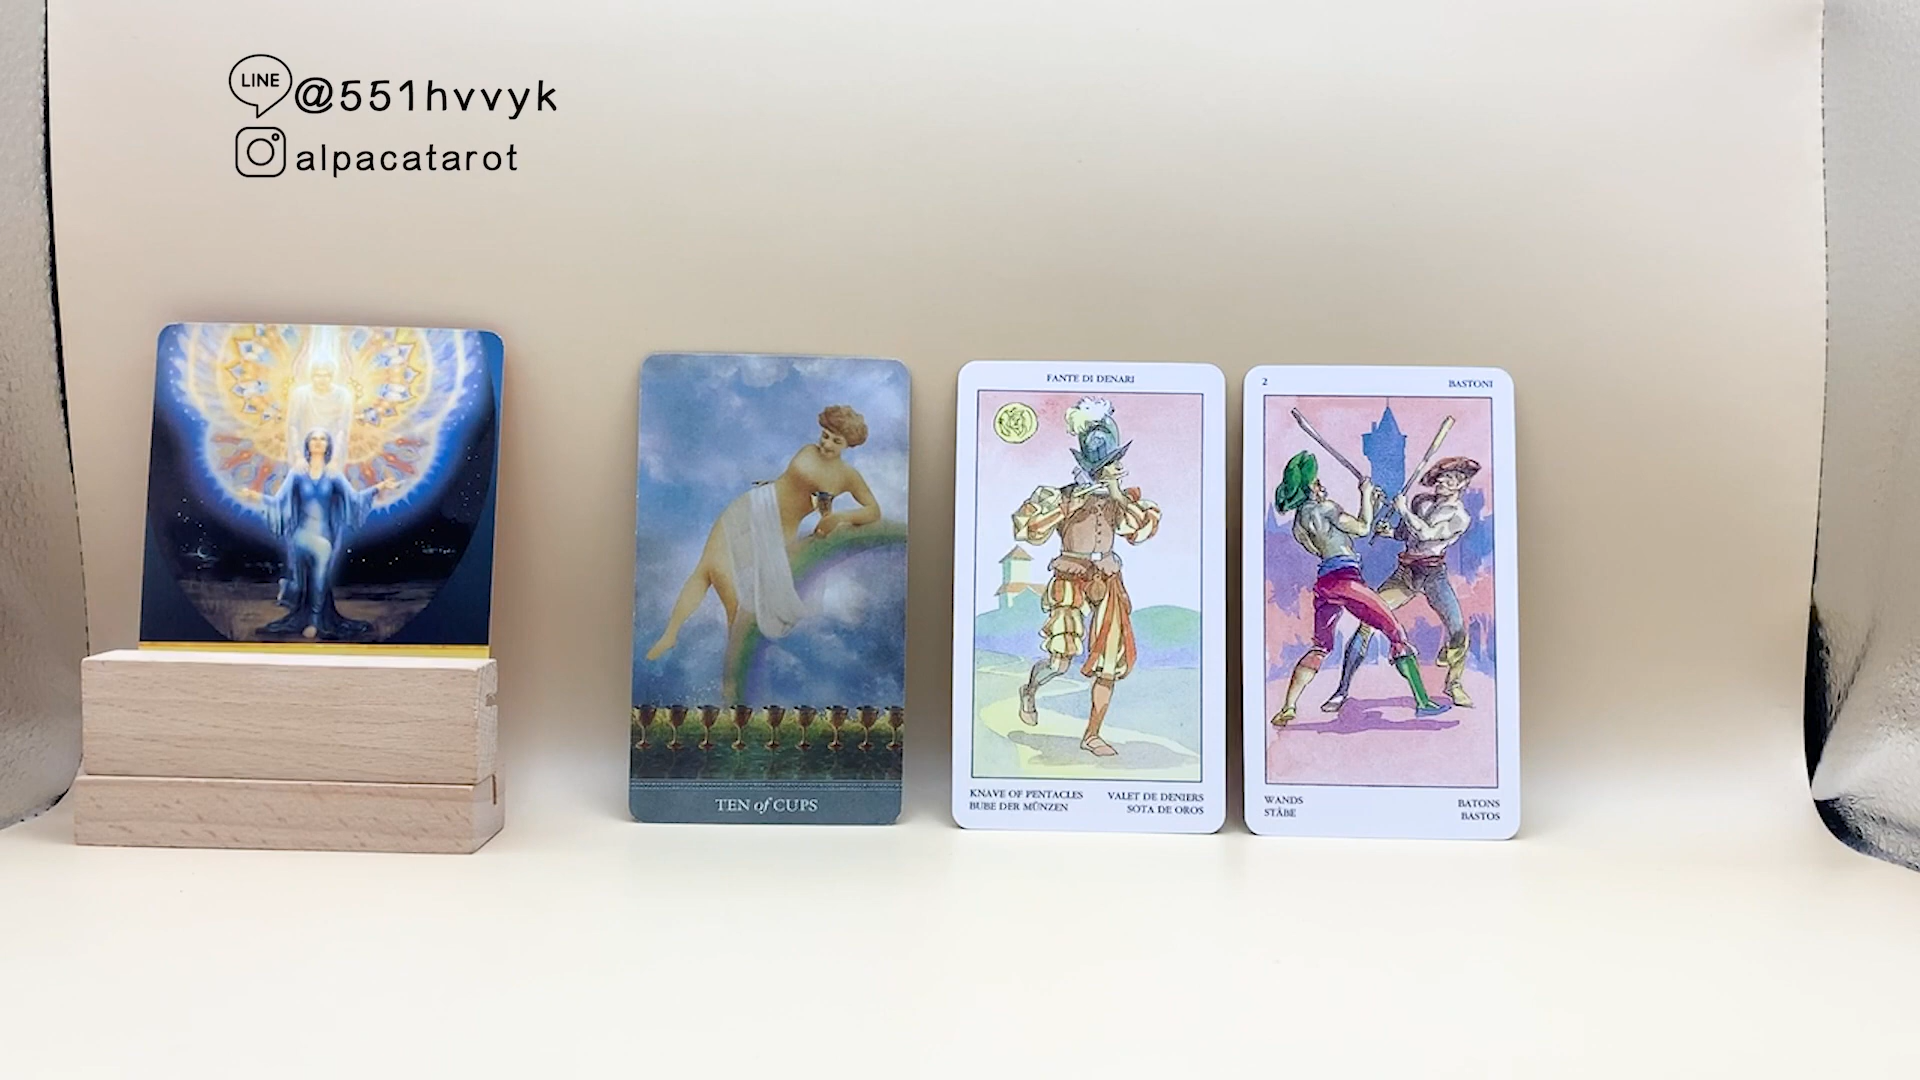 LINE @551hvvyk
alpacatarot
TEN of CUPS
FANTE DI DENARI
KNAVE OF PENTACLES
BUBE DER MÜNZEN
VALET DE DENIERS
SOTA DE OROS
2
BASTONI
WANDS
STÄBE
BATONS
BASTOS